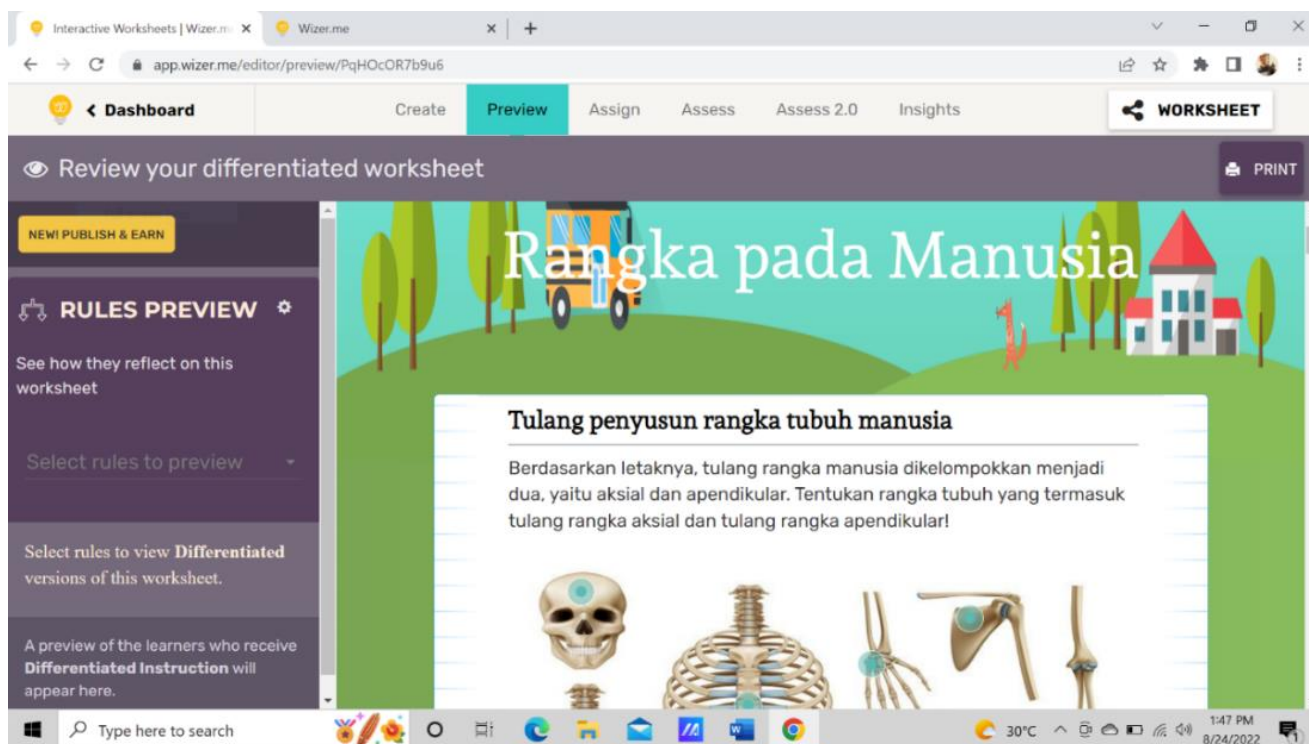 Interactive Worksheets | Wizer.m
Wizer.me
app.wizer.me/editor/preview/PqHOcOR7b9u6
Dashboard
Create
Preview
Assign
Assess
Assess 2.0
Insights
WORKSHEET
Review your differentiated worksheet
PRINT
NEW! PUBLISH & EARN
RULES PREVIEW
See how they reflect on this
worksheet
Select rules to preview
Select rules to view Differentiated
versions of this worksheet.
A preview of the learners who receive
Differentiated Instruction will
appear here.
Rangka pada Manusia
Tulang penyusun rangka tubuh manusia
Berdasarkan letaknya, tulang rangka manusia dikelompokkan menjadi
dua, yaitu aksial dan apendikular. Tentukan rangka tubuh yang termasuk
tulang rangka aksial dan tulang rangka apendikular!
Type here to search
30°C
1:47 PM
8/24/2022